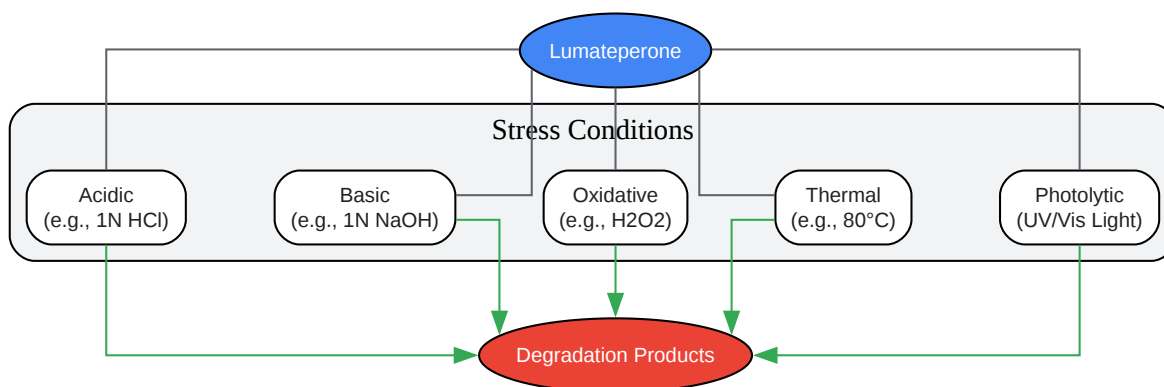 Lumateperone
Stress Conditions
Acidic
(e.g., 1N HCl)
Basic
(e.g., 1N NaOH)
Oxidative
(e.g., H2O2)
Thermal
(e.g., 80°C)
Photolytic
(UV/Vis Light)
Degradation Products